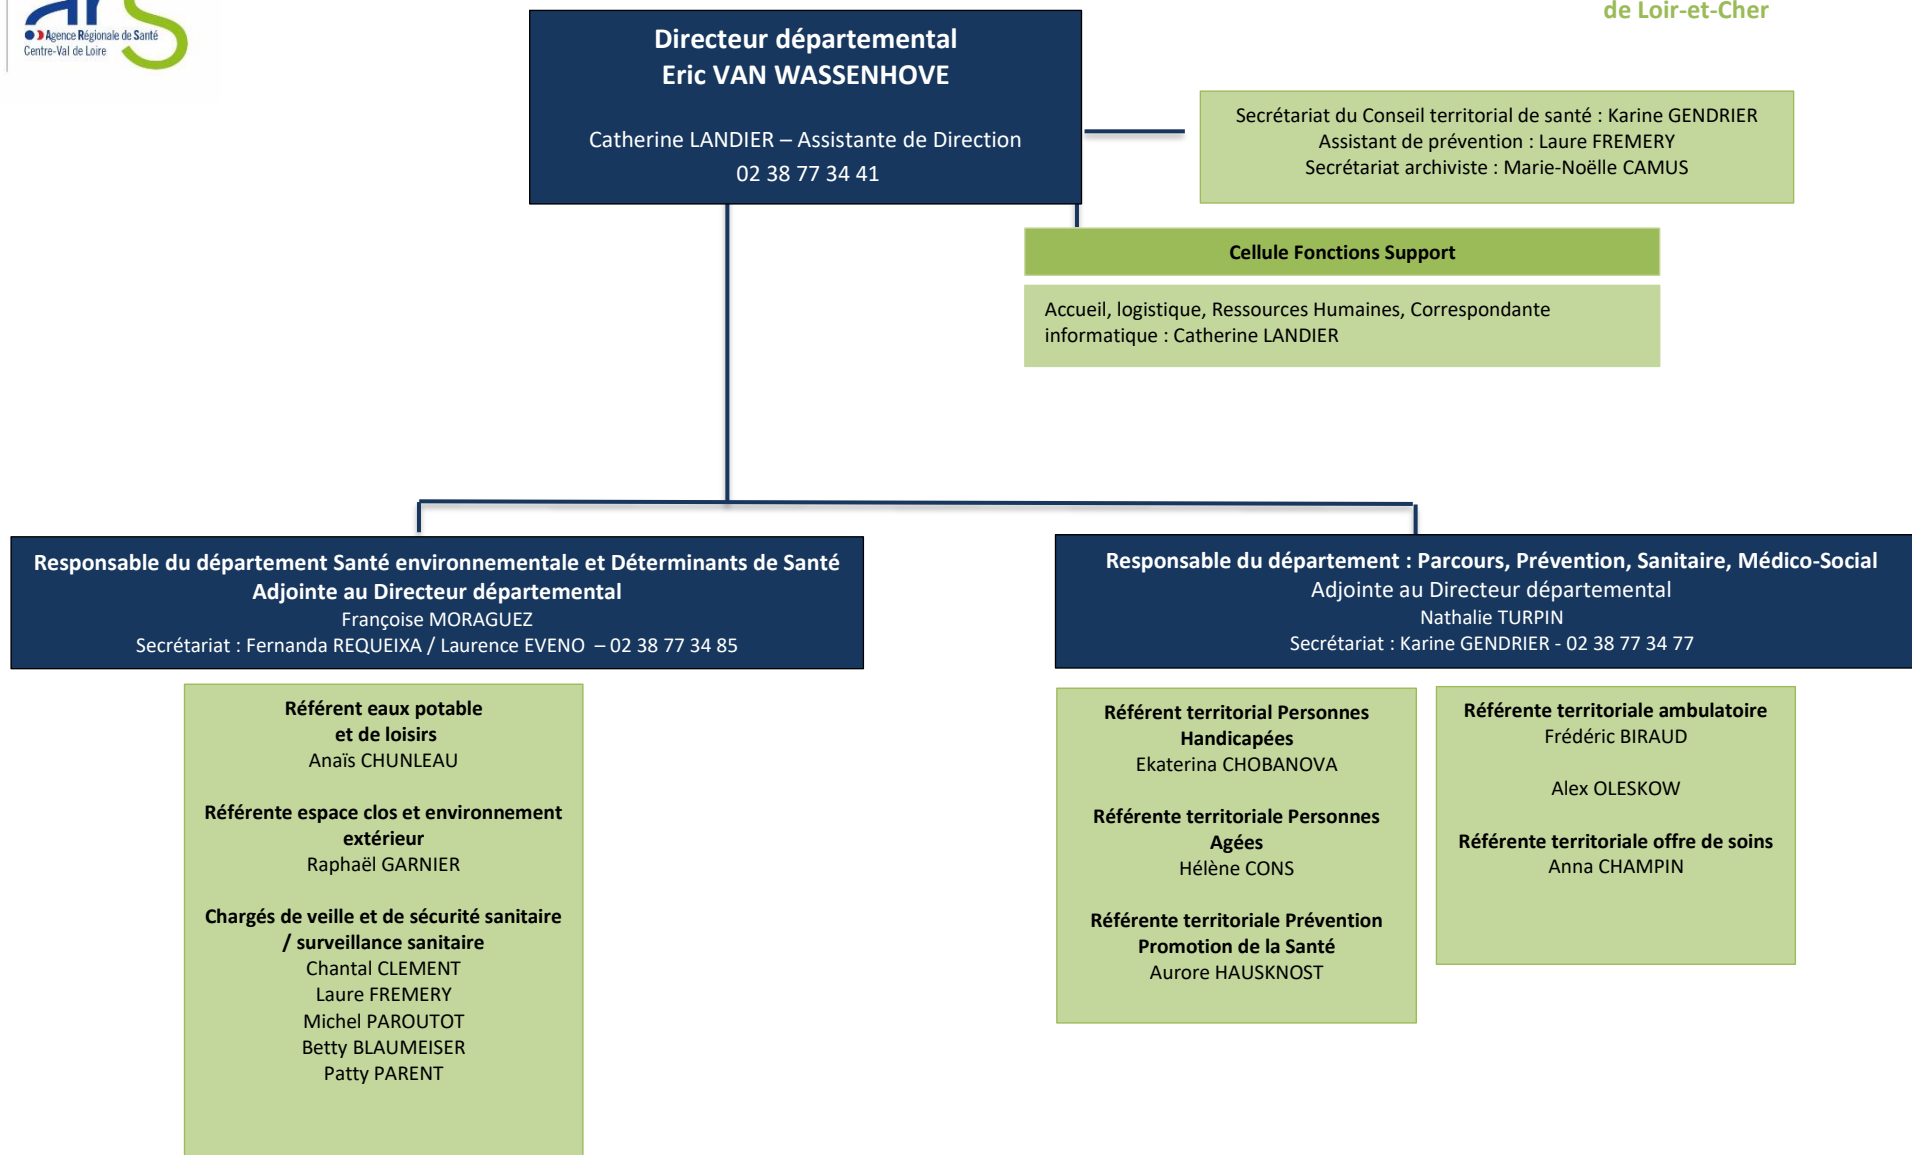 ars
Agence Régionale de Santé
Centre-Val de Loire
de Loir-et-Cher
Directeur départemental
Eric VAN WASSENHOVE
Catherine LANDIER – Assistante de Direction
02 38 77 34 41
Secrétariat du Conseil territorial de santé : Karine GENDRIER
Assistant de prévention : Laure FREMERY
Secrétariat archiviste : Marie-Noëlle CAMUS
Cellule Fonctions Support
Accueil, logistique, Ressources Humaines, Correspondante
informatique : Catherine LANDIER
Responsable du département Santé environnementale et Déterminants de Santé
Adjointe au Directeur départemental
Françoise MORAGUEZ
Secrétariat : Fernanda REQUEIXA / Laurence EVENO – 02 38 77 34 85
Référent eaux potable
et de loisirs
Anaïs CHUNLEAU
Référente espace clos et environnement
extérieur
Raphaël GARNIER
Chargés de veille et de sécurité sanitaire
/ surveillance sanitaire
Chantal CLEMENT
Laure FREMERY
Michel PAROUTOT
Betty BLAUMEISER
Patty PARENT
Responsable du département : Parcours, Prévention, Sanitaire, Médico-Social
Adjointe au Directeur départemental
Nathalie TURPIN
Secrétariat : Karine GENDRIER - 02 38 77 34 77
Référent territorial Personnes
Handicapées
Ekaterina CHOBANOVA
Référente territoriale Personnes
Agées
Hélène CONS
Référente territoriale Prévention
Promotion de la Santé
Aurore HAUSKNOST
Référente territoriale ambulatoire
Frédéric BIRAUD
Alex OLESKOW
Référente territoriale offre de soins
Anna CHAMPIN